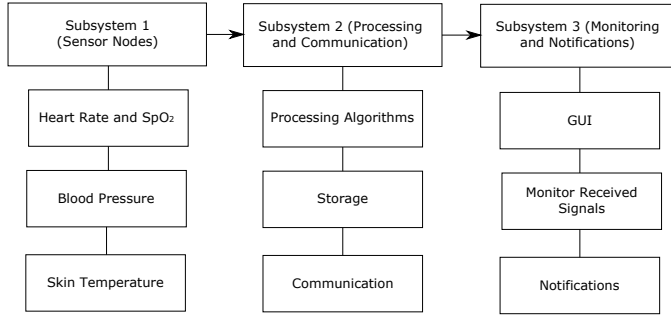 Subsystem 1
(Sensor Nodes)
Subsystem 2 (Processing
and Communication)
Subsystem 3 (Monitoring
and Notifications)
Heart Rate and SpO₂
Processing Algorithms
GUI
Blood Pressure
Storage
Monitor Received
Signals
Skin Temperature
Communication
Notifications